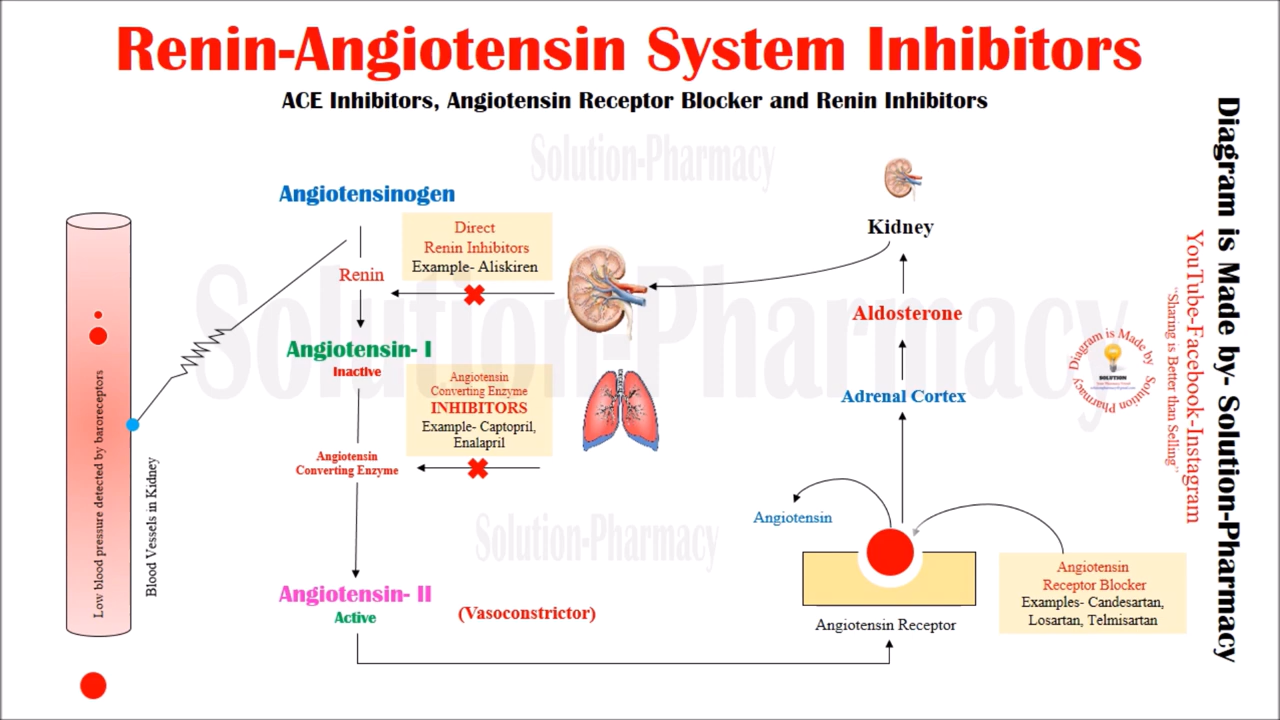 Renin-Angiotensin System Inhibitors
ACE Inhibitors, Angiotensin Receptor Blocker and Renin Inhibitors
Solution-Pharmacy
Angiotensinogen
Direct
Renin Inhibitors
Example- Aliskiren
Kidney
Renin
Solution-Pharmacy
Aldosterone
Angiotensin- I
Inactive
Angiotensin
Converting Enzyme
INHIBITORS
Example- Captopril,
Enalapril
Adrenal Cortex
Angiotensin
Converting Enzyme
Low blood pressure detected by baroreceptors
Blood Vessels in Kidney
Solution-Pharmacy
Angiotensin
Angiotensin- II
Active
(Vasoconstrictor)
Angiotensin Receptor
Angiotensin
Receptor Blocker
Examples- Candesartan,
Losartan, Telmisartan
Diagram is Made by Solution Pharmacy
SOLUTION
"Sharing is Better than Selling"
YouTube-Facebook-Instagram
Diagram is Made by- Solution-Pharmacy